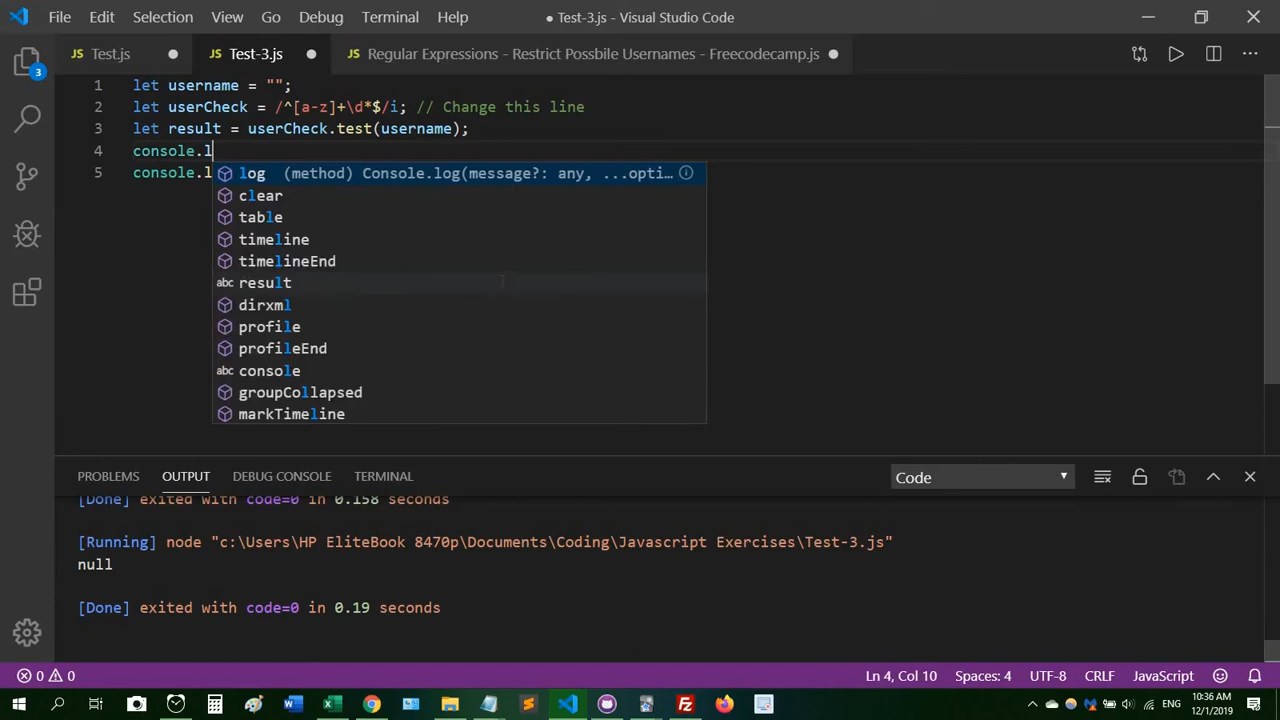 File Edit Selection View Go Debug Terminal Help ● Test-3.js - Visual Studio Code
JS Test.js ● JS Test-3.js ● JS Regular Expressions - Restrict Possbile Usernames - Freecodecamp.js ●
3
1 let username = "";
2 let userCheck = /^[a-z]+\d*$/i; // Change this line
3 let result = userCheck.test(username);
4 console.l
5 console.l
log (method) Console.log(message?: any, ...opti…
clear
table
timeline
timelineEnd
abc result
dirxml
profile
profileEnd
abc console
groupCollapsed
markTimeline
PROBLEMS OUTPUT DEBUG CONSOLE TERMINAL Code
[Done] exited with code=0 in 0.158 seconds
[Running] node "c:\Users\HP EliteBook 8470p\Documents\Coding\Javascript Exercises\Test-3.js"
null
[Done] exited with code=0 in 0.19 seconds
0 0 Ln 4, Col 10 Spaces: 4 UTF-8 CRLF JavaScript
ENG 10:36 AM
12/1/2019